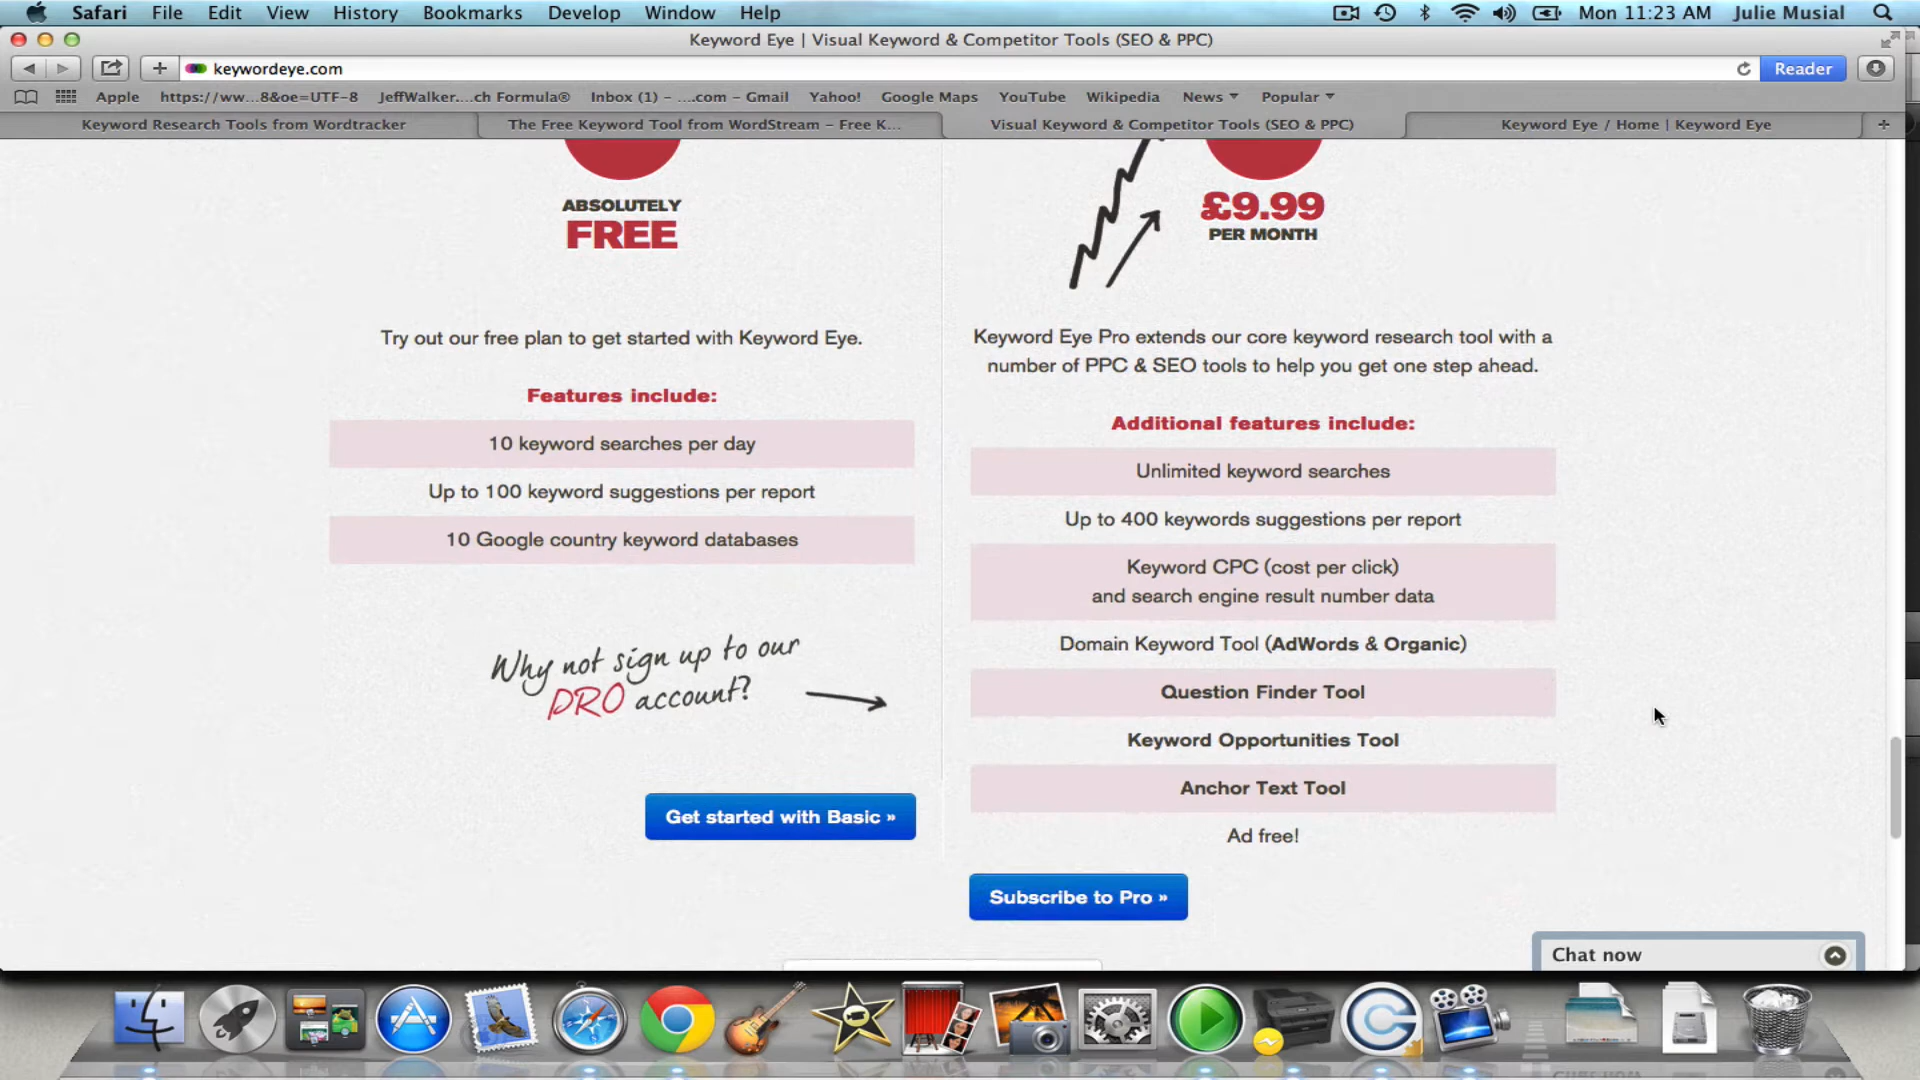 Safari File Edit View History Bookmarks Develop Window Help Mon 11:23 AM Julie Musial
Keyword Eye | Visual Keyword & Competitor Tools (SEO & PPC)
keywordeye.com Reader
Apple https://ww...8&oe=UTF-8 JeffWalker....ch Formula® Inbox (1) – ....com – Gmail Yahoo! Google Maps YouTube Wikipedia News Popular
Keyword Research Tools from Wordtracker The Free Keyword Tool from WordStream – Free K... Visual Keyword & Competitor Tools (SEO & PPC) Keyword Eye / Home | Keyword Eye
ABSOLUTELY
FREE
Try out our free plan to get started with Keyword Eye.
Features include:
10 keyword searches per day
Up to 100 keyword suggestions per report
10 Google country keyword databases
Why not sign up to our
PRO account?
Get started with Basic »
£9.99
PER MONTH
Keyword Eye Pro extends our core keyword research tool with a
number of PPC & SEO tools to help you get one step ahead.
Additional features include:
Unlimited keyword searches
Up to 400 keywords suggestions per report
Keyword CPC (cost per click)
and search engine result number data
Domain Keyword Tool (AdWords & Organic)
Question Finder Tool
Keyword Opportunities Tool
Anchor Text Tool
Ad free!
Subscribe to Pro »
Chat now